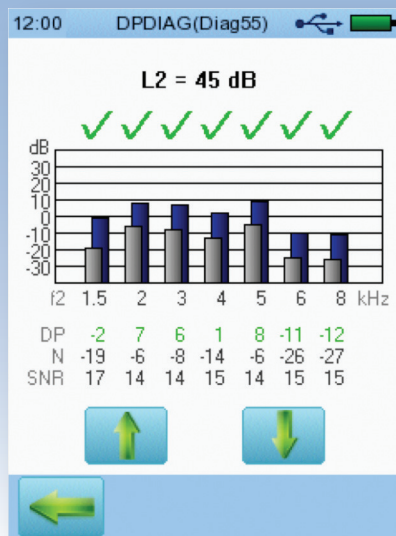 12:00 DPDIAG(Diag55)
L2 = 45 dB
dB
30
20
10
0
-10
-20
-30
f2 1.5 2 3 4 5 6 8 kHz
DP -2 7 6 1 8 -11 -12
N -19 -6 -8 -14 -6 -26 -27
SNR 17 14 14 15 14 15 15